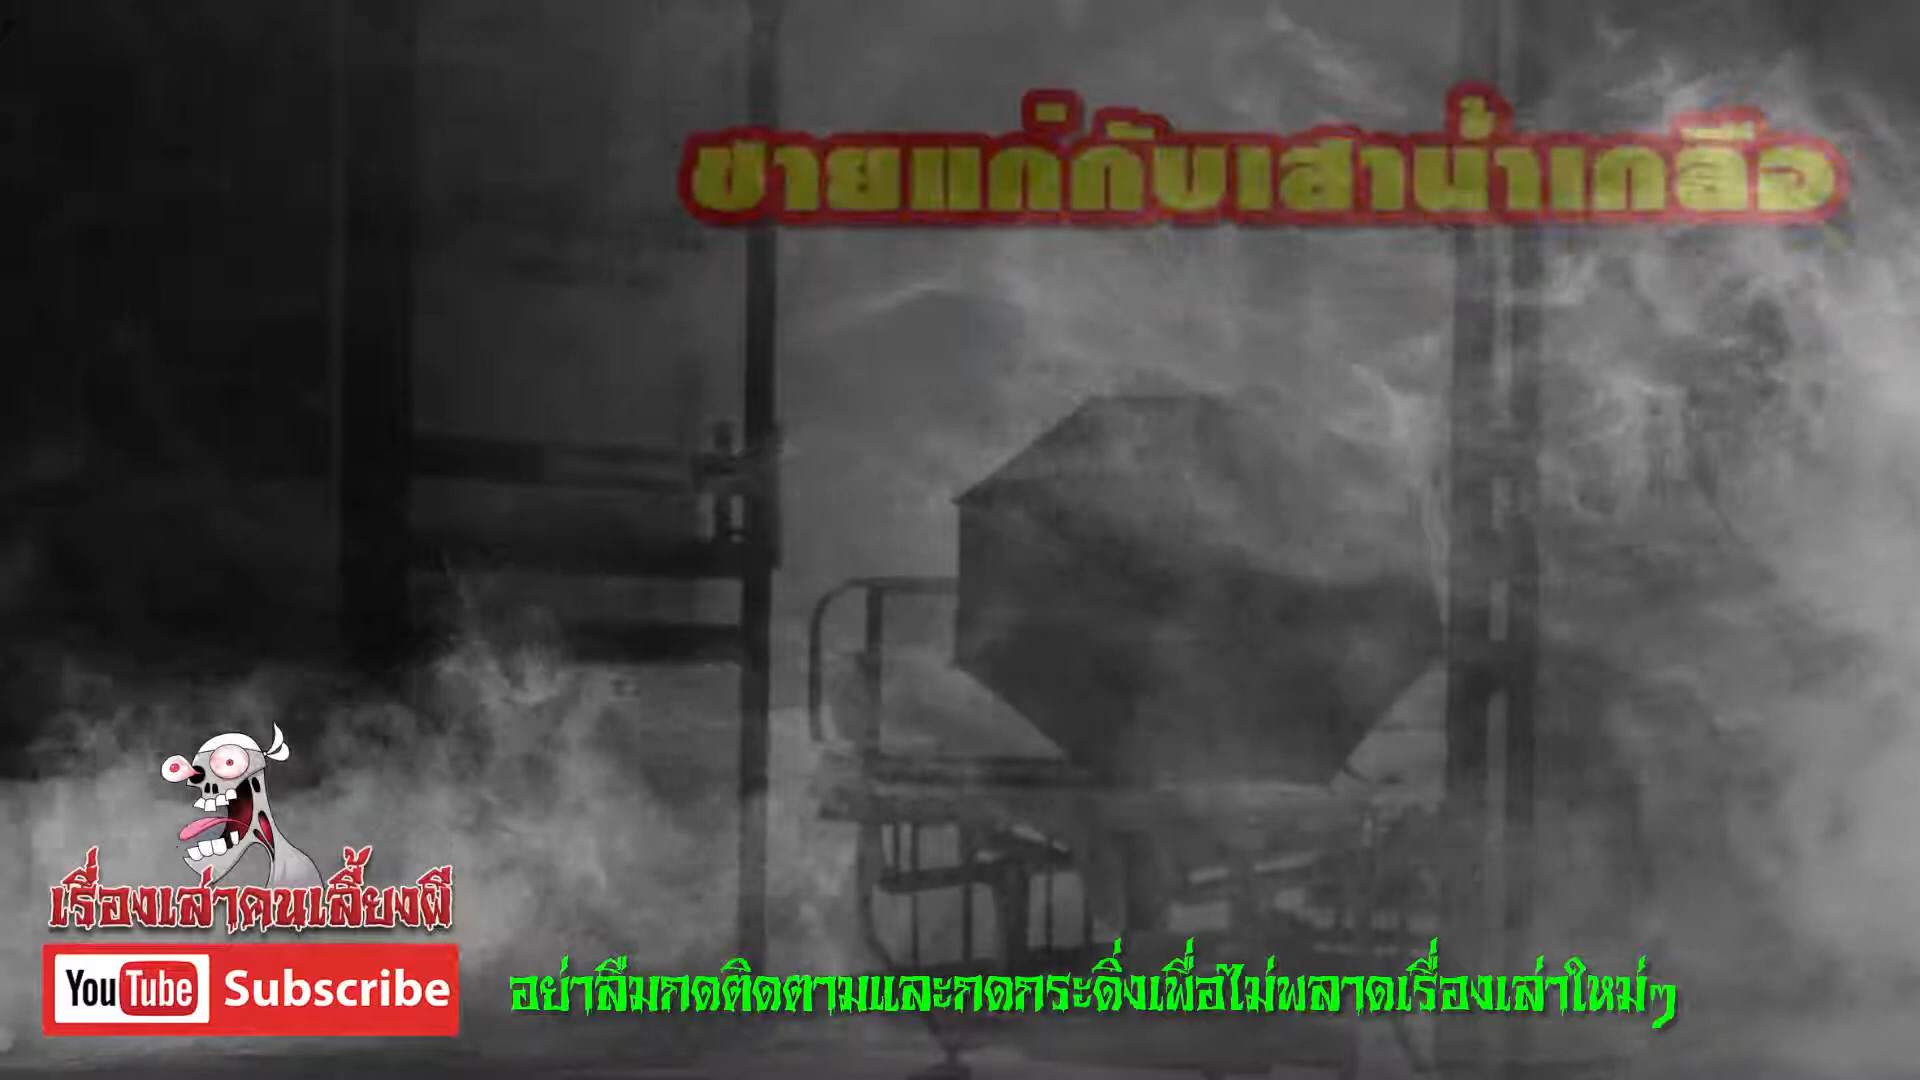 ชายแก่กับเสาน้ำเกลือ
เรื่องเล่าคนเลี้ยงผี
YouTube Subscribe
อย่าลืมกดติดตามและกดกระดิ่งเพื่อไม่พลาดเรื่องเล่าใหม่ๆ